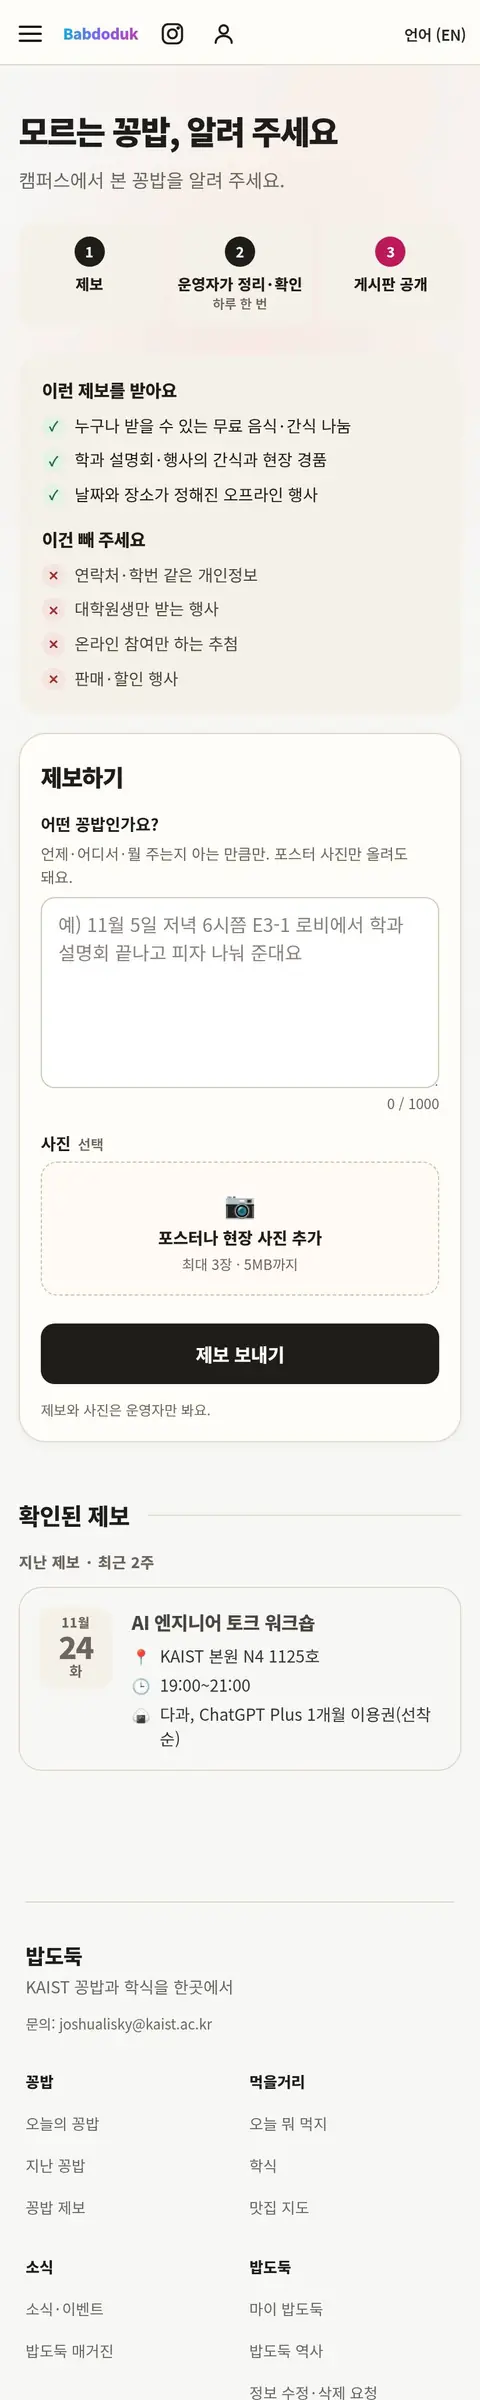 Babdoduk
언어 (EN)
모르는 꽁밥, 알려 주세요
캠퍼스에서 본 꽁밥을 알려 주세요.
1
제보
2
운영자가 정리·확인
하루 한 번
3
게시판 공개
이런 제보를 받아요
✓ 누구나 받을 수 있는 무료 음식·간식 나눔
✓ 학과 설명회·행사의 간식과 현장 경품
✓ 날짜와 장소가 정해진 오프라인 행사
이건 빼 주세요
× 연락처·학번 같은 개인정보
× 대학원생만 받는 행사
× 온라인 참여만 하는 추첨
× 판매·할인 행사
제보하기
어떤 꽁밥인가요?
언제·어디서·뭘 주는지 아는 만큼만. 포스터 사진만 올려도
돼요.
예) 11월 5일 저녁 6시쯤 E3-1 로비에서 학과
설명회 끝나고 피자 나눠 준대요
0 / 1000
사진 선택
포스터나 현장 사진 추가
최대 3장 · 5MB까지
제보 보내기
제보와 사진은 운영자만 봐요.
확인된 제보
지난 제보 · 최근 2주
11월
24
화
AI 엔지니어 토크 워크숍
KAIST 본원 N4 1125호
19:00~21:00
다과, ChatGPT Plus 1개월 이용권(선착
순)
밥도둑
KAIST 꽁밥과 학식을 한곳에서
문의: joshualisky@kaist.ac.kr
꽁밥
오늘의 꽁밥
지난 꽁밥
꽁밥 제보
먹을거리
오늘 뭐 먹지
학식
맛집 지도
소식
소식·이벤트
밥도둑 매거진
밥도둑
마이 밥도둑
밥도둑 역사
정보 수정·삭제 요청